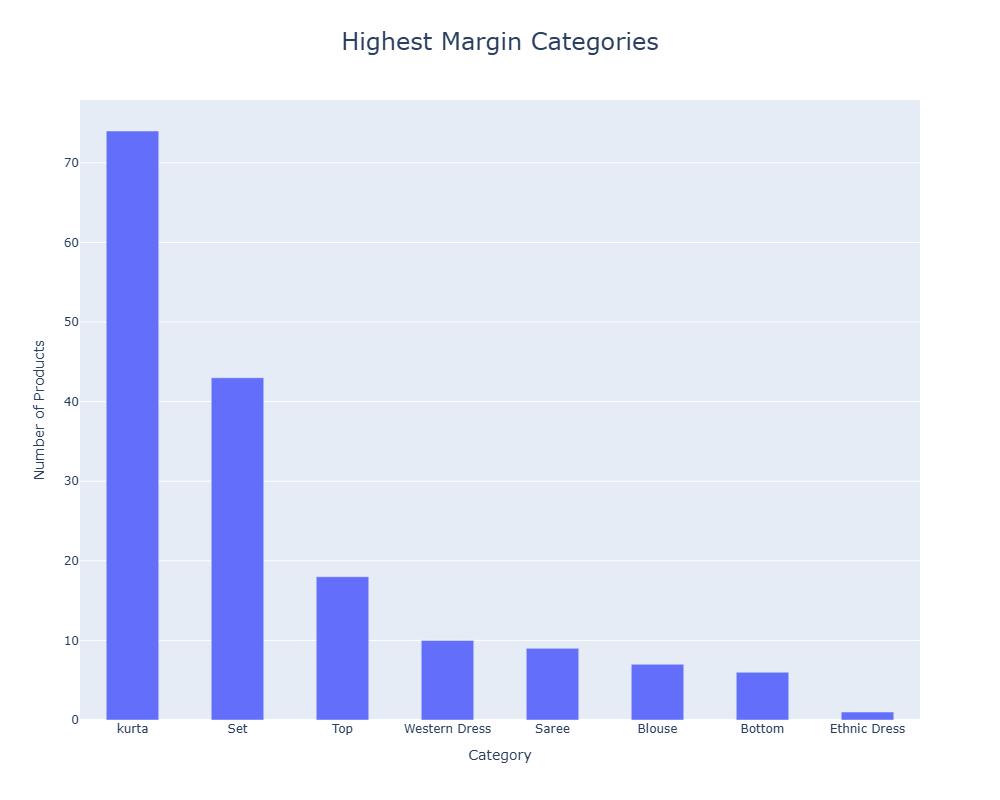 Highest Margin Categories
Number of Products
70
60
50
40
30
20
10
0
kurta Set Top Western Dress Saree Blouse Bottom Ethnic Dress
Category